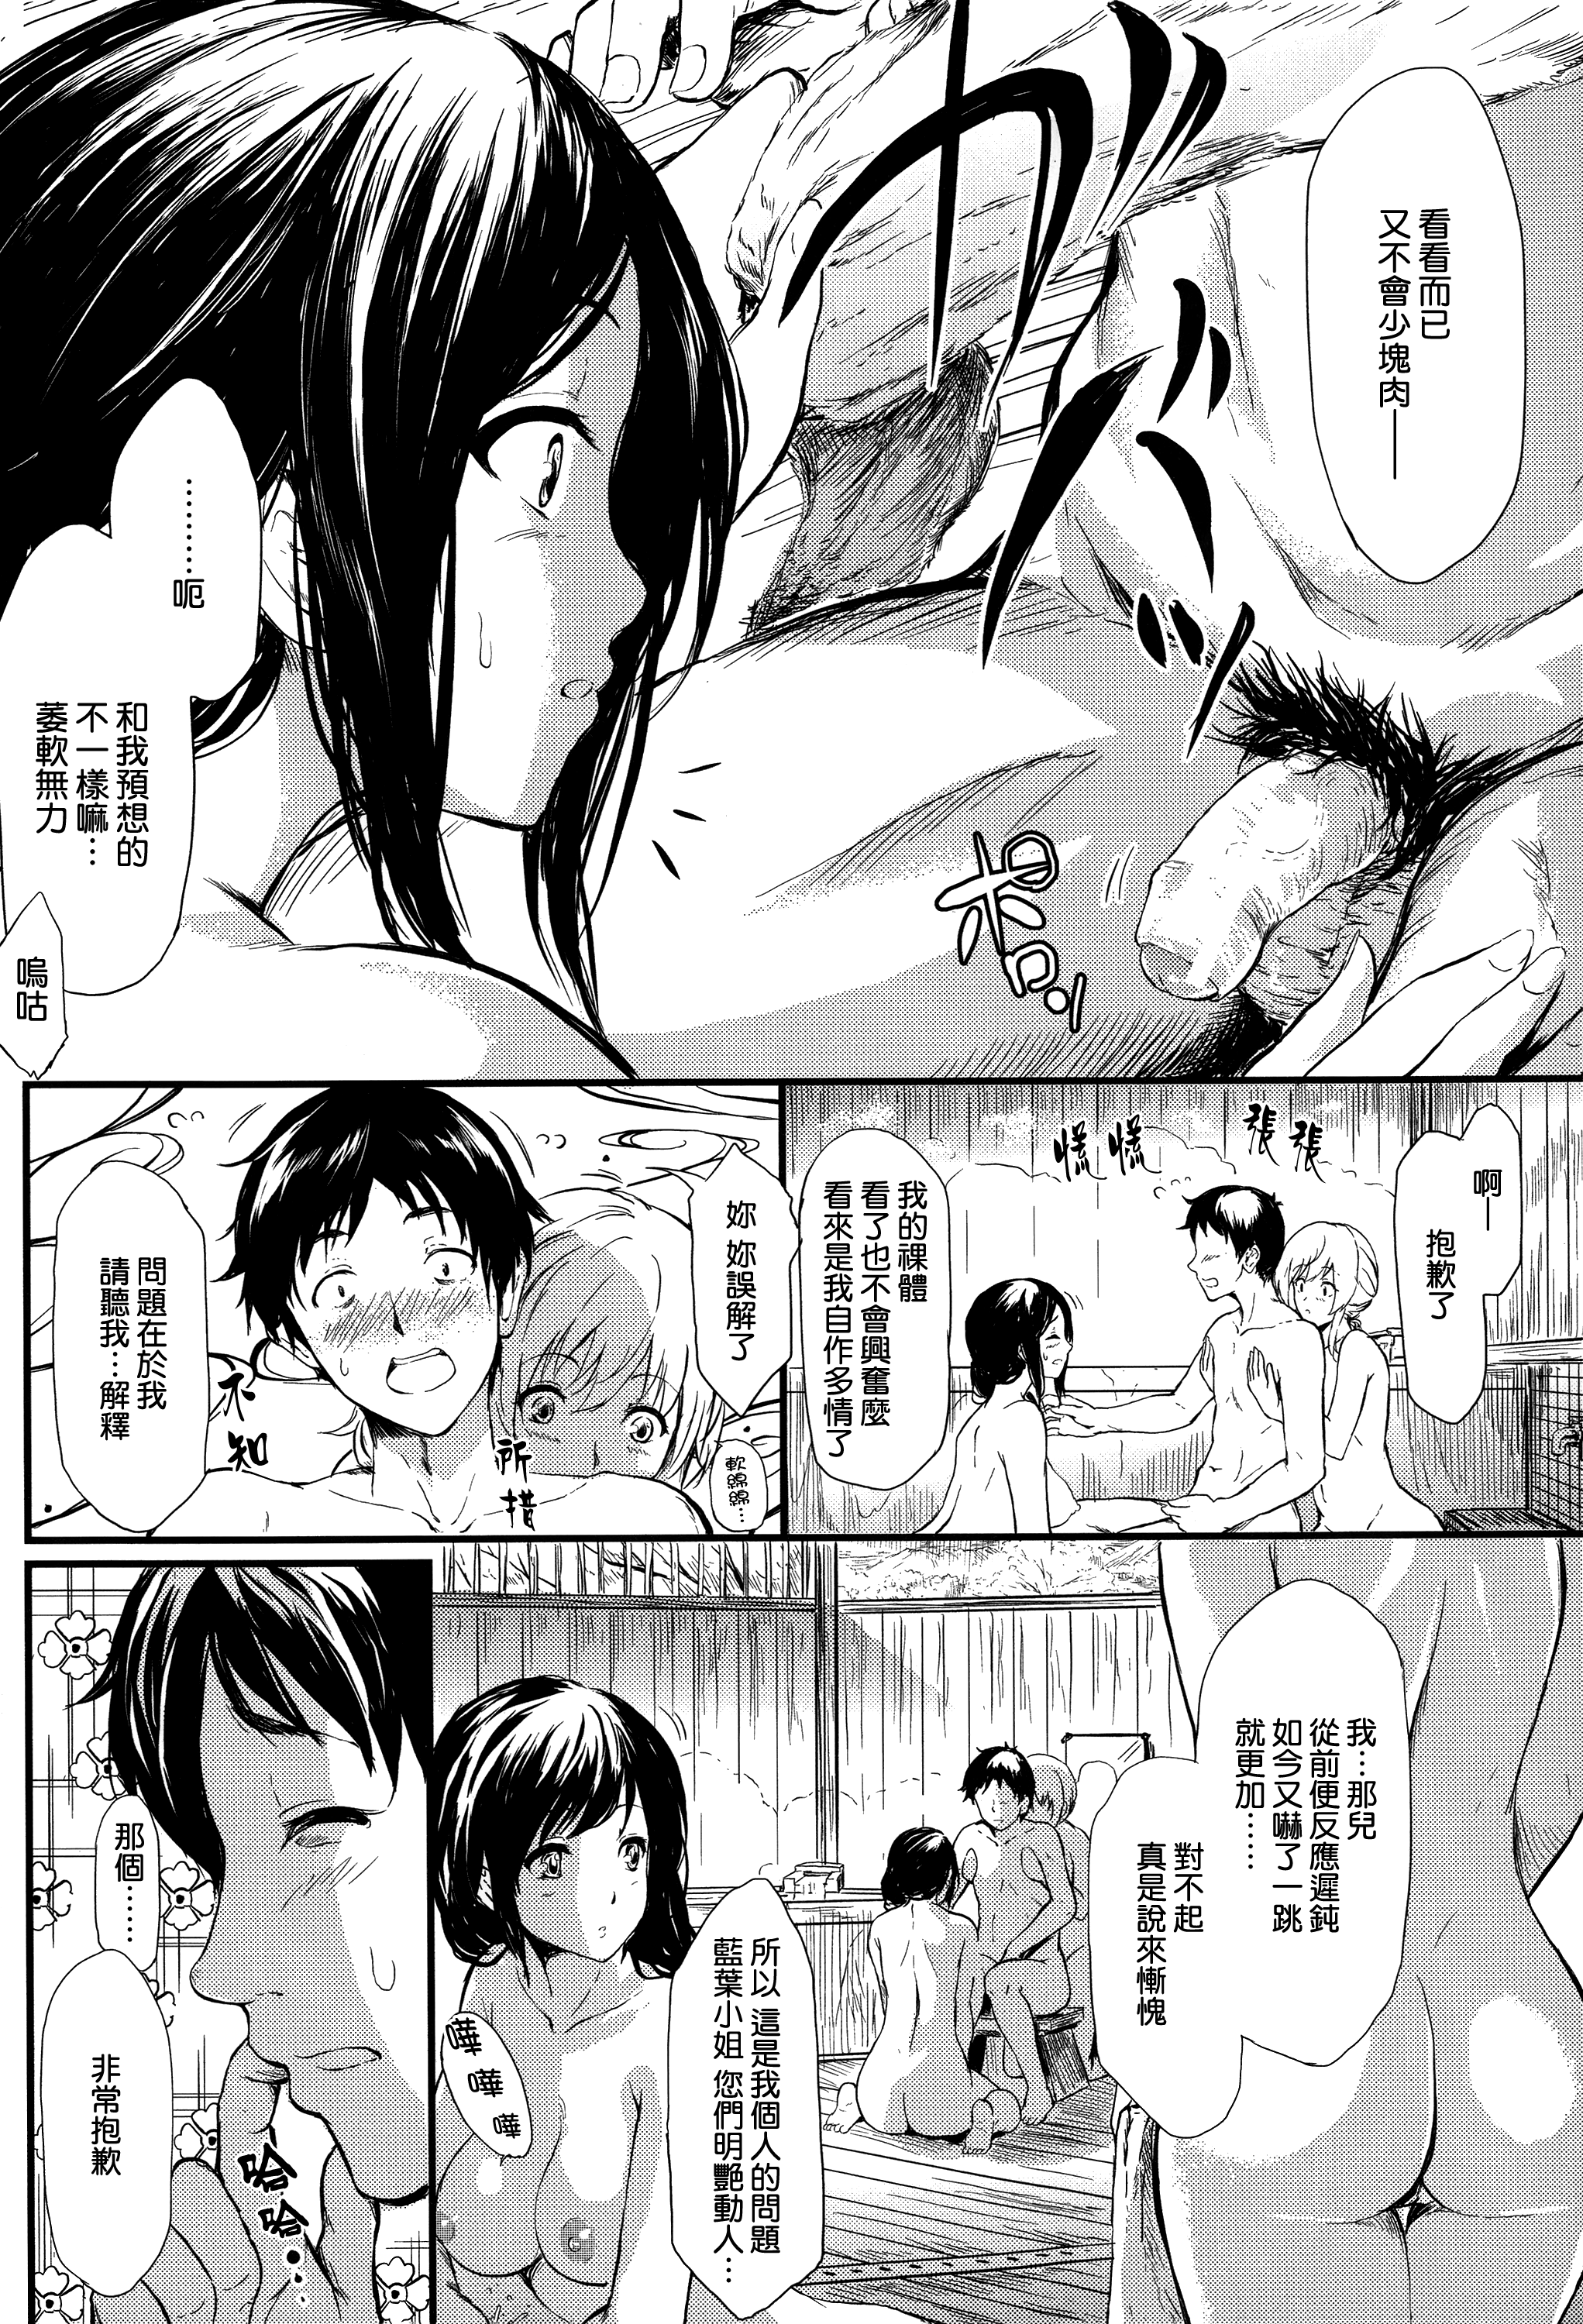 看看而已
又不會少塊肉——
ガバッ
………呃
和我預想的
不一樣嘛…
萎軟無力
嗚咕
ポロン
啊—
抱歉了
張張
慌慌
我的裸體
看了也不會興奮麼
看來是我自作多情了
妳 妳誤解了
軟綿綿…
問題在於我
請聽我…解釋
不知
所措
我…那兒
從前便反應遲鈍
如今又嚇了一跳
就更加……
對不起
真是說來慚愧
所以 這是我個人的問題
藍葉小姐 您們明艷動人…
嘩 嘩 嘩
那個……
非常抱歉
哈…
哈…